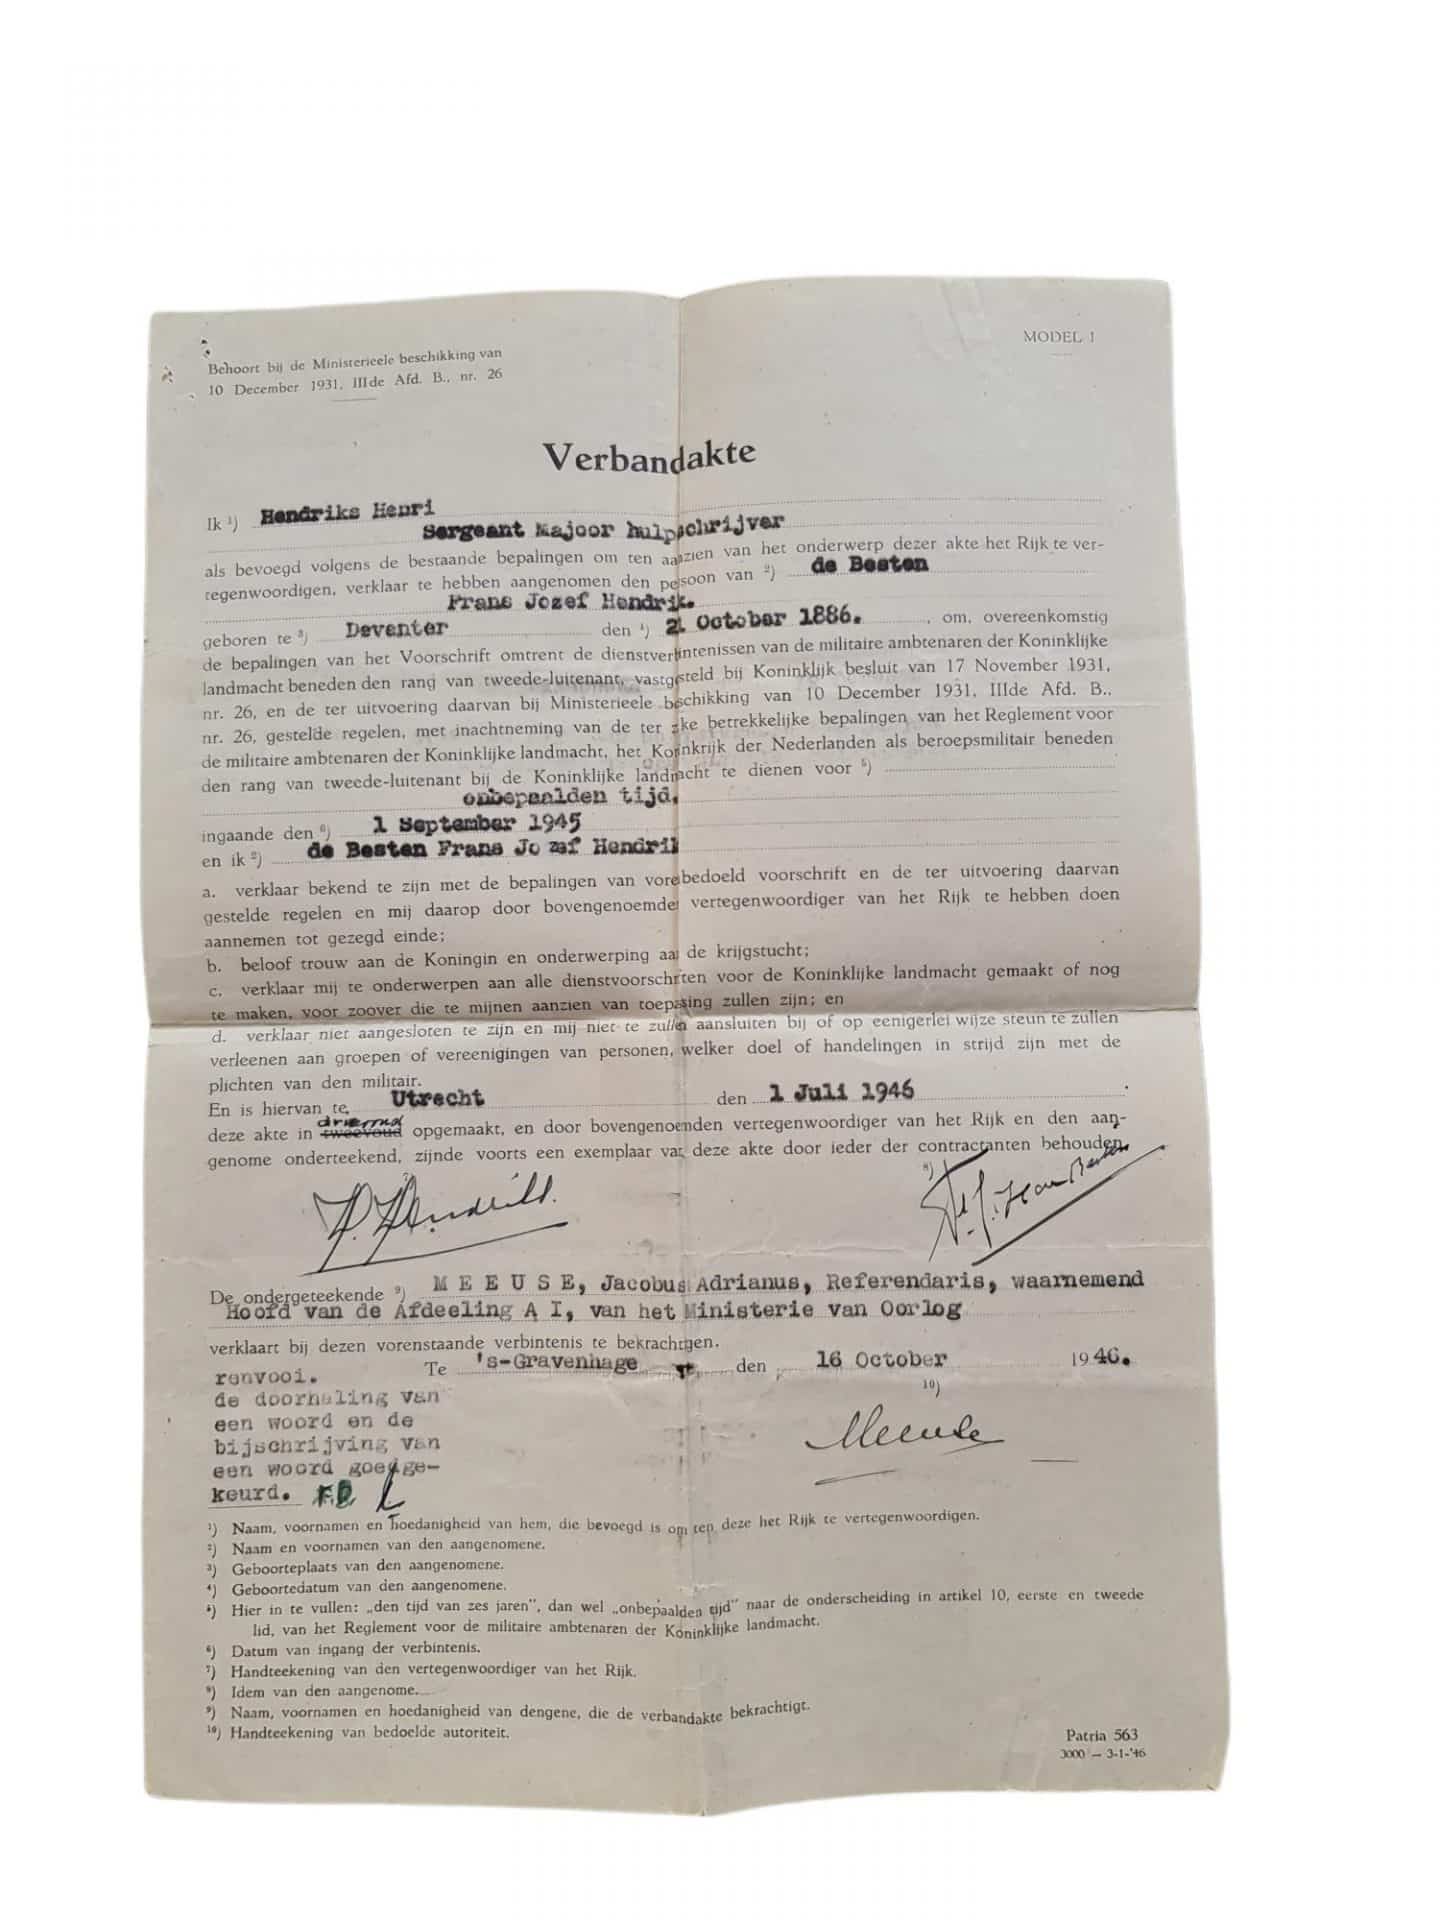 Behoort bij de Ministerieele beschikking van
10 December 1931, IIIde Afd. B., nr. 26
MODEL 1
Verbandakte
Ik ¹) Hendriks Henri
Sergeant Majoor hulpschrijver
als bevoegd volgens de bestaande bepalingen om ten aanzien van het onderwerp dezer akte het Rijk te ver-
tegenwoordigen, verklaar te hebben aangenomen den persoon van ²) de Besten
Frans Jozef Hendrik.
geboren te ³) Deventer den ⁴) 21 October 1886. , om, overeenkomstig
de bepalingen van het Voorschrift omtrent de dienstverbintenissen van de militaire ambtenaren der Koninklijke
landmacht beneden den rang van tweede-luitenant, vastgesteld bij Koninklijk besluit van 17 November 1931,
nr. 26, en de ter uitvoering daarvan bij Ministerieele beschikking van 10 December 1931, IIIde Afd. B.,
nr. 26, gestelde regelen, met inachtneming van de ter zake betrekkelijke bepalingen van het Reglement voor
de militaire ambtenaren der Koninklijke landmacht, het Koninkrijk der Nederlanden als beroepsmilitair beneden
den rang van tweede-luitenant bij de Koninklijke landmacht te dienen voor ⁵)
onbepaalden tijd.
ingaande den ⁶) 1 September 1945
en ik ²) de Besten Frans Jozef Hendrik
a. verklaar bekend te zijn met de bepalingen van vorenbedoeld voorschrift en de ter uitvoering daarvan
gestelde regelen en mij daarop door bovengenoemde vertegenwoordiger van het Rijk te hebben doen
aannemen tot gezegd einde;
b. beloof trouw aan de Koningin en onderwerping aan de krijgstucht;
c. verklaar mij te onderwerpen aan alle dienstvoorschriften voor de Koninklijke landmacht gemaakt of nog
te maken, voor zoover die te mijnen aanzien van toepassing zullen zijn; en
d. verklaar niet aangesloten te zijn en mij niet te zullen aansluiten bij of op eenigerlei wijze steun te zullen
verleenen aan groepen of vereenigingen van personen, welker doel of handelingen in strijd zijn met de
plichten van den militair.
En is hiervan te Utrecht den 1 Juli 1946
drievoud
deze akte in tweevoud opgemaakt, en door bovengenoemden vertegenwoordiger van het Rijk en den aan-
genome onderteekend, zijnde voorts een exemplaar van deze akte door ieder der contractanten behouden.
⁸)
H. Hendriks.
De ondergeteekende ⁹) MEEUSE, Jacobus Adrianus, Referendaris, waarnemend
Hoofd van de Afdeeling A I, van het Ministerie van Oorlog
verklaart bij dezen vorenstaande verbintenis te bekrachtigen.
Te 's-Gravenhage den 16 October 1946.
¹⁰)
Meeuse
renvooi.
de doorhaling van
een woord en de
bijschrijving van
een woord goedge-
keurd. F.B
¹) Naam, voornamen en hoedanigheid van hem, die bevoegd is om ten deze het Rijk te vertegenwoordigen.
²) Naam en voornamen van den aangenomene.
³) Geboorteplaats van den aangenomene.
⁴) Geboortedatum van den aangenomene.
⁵) Hier in te vullen: „den tijd van zes jaren", dan wel „onbepaalden tijd" naar de onderscheiding in artikel 10, eerste en tweede
lid, van het Reglement voor de militaire ambtenaren der Koninklijke landmacht.
⁶) Datum van ingang der verbintenis.
⁷) Handteekening van den vertegenwoordiger van het Rijk.
⁸) Idem van den aangenome.
⁹) Naam, voornamen en hoedanigheid van dengene, die de verbandakte bekrachtigt.
¹⁰) Handteekening van bedoelde autoriteit.
Patria 563
3000 — 3-1-'46